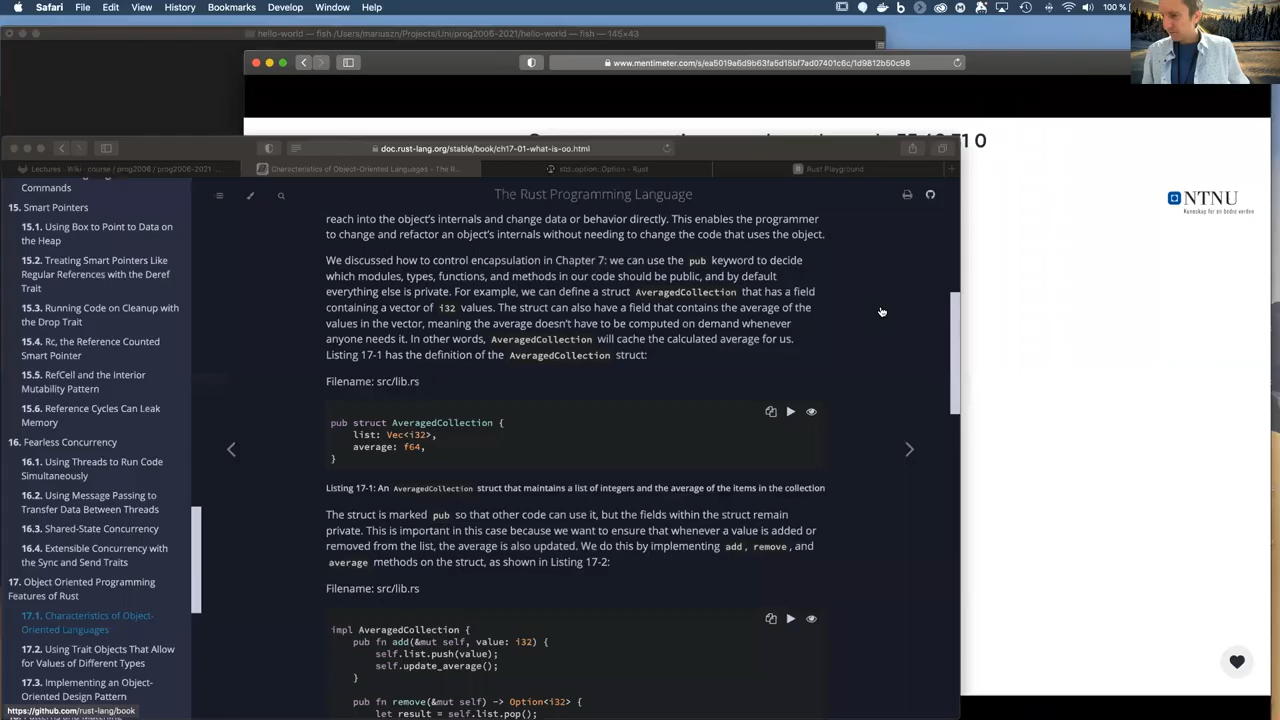 Safari File Edit View History Bookmarks Develop Window Help 100 %
hello-world — fish /Users/mariuszn/Projects/Uni/prog2006-2021/hello-world — fish — 145×43
www.mentimeter.com/s/ea5019a6d9b63fa5d15bf7ad07401c6c/1d9812b50c98
71 0
NTNU
Kunnskap for en bedre verden
doc.rust-lang.org/stable/book/ch17-01-what-is-oo.html
Lectures · Wiki · course / prog2006 / prog2006-2021 ...
Characteristics of Object-Oriented Languages - The R...
std::option::Option - Rust
Rust Playground
Commands
15. Smart Pointers
15.1. Using Box to Point to Data on
the Heap
15.2. Treating Smart Pointers Like
Regular References with the Deref
Trait
15.3. Running Code on Cleanup with
the Drop Trait
15.4. Rc, the Reference Counted
Smart Pointer
15.5. RefCell and the Interior
Mutability Pattern
15.6. Reference Cycles Can Leak
Memory
16. Fearless Concurrency
16.1. Using Threads to Run Code
Simultaneously
16.2. Using Message Passing to
Transfer Data Between Threads
16.3. Shared-State Concurrency
16.4. Extensible Concurrency with
the Sync and Send Traits
17. Object Oriented Programming
Features of Rust
17.1. Characteristics of Object-
Oriented Languages
17.2. Using Trait Objects That Allow
for Values of Different Types
17.3. Implementing an Object-
Oriented Design Pattern
https://github.com/rust-lang/book
The Rust Programming Language
reach into the object's internals and change data or behavior directly. This enables the programmer
to change and refactor an object's internals without needing to change the code that uses the object.
We discussed how to control encapsulation in Chapter 7: we can use the pub keyword to decide
which modules, types, functions, and methods in our code should be public, and by default
everything else is private. For example, we can define a struct AveragedCollection that has a field
containing a vector of i32 values. The struct can also have a field that contains the average of the
values in the vector, meaning the average doesn't have to be computed on demand whenever
anyone needs it. In other words, AveragedCollection will cache the calculated average for us.
Listing 17-1 has the definition of the AveragedCollection struct:
Filename: src/lib.rs
pub struct AveragedCollection {
list: Vec<i32>,
average: f64,
}
Listing 17-1: An AveragedCollection struct that maintains a list of integers and the average of the items in the collection
The struct is marked pub so that other code can use it, but the fields within the struct remain
private. This is important in this case because we want to ensure that whenever a value is added or
removed from the list, the average is also updated. We do this by implementing add, remove, and
average methods on the struct, as shown in Listing 17-2:
Filename: src/lib.rs
impl AveragedCollection {
pub fn add(&mut self, value: i32) {
self.list.push(value);
self.update_average();
}
pub fn remove(&mut self) -> Option<i32> {
let result = self.list.pop();